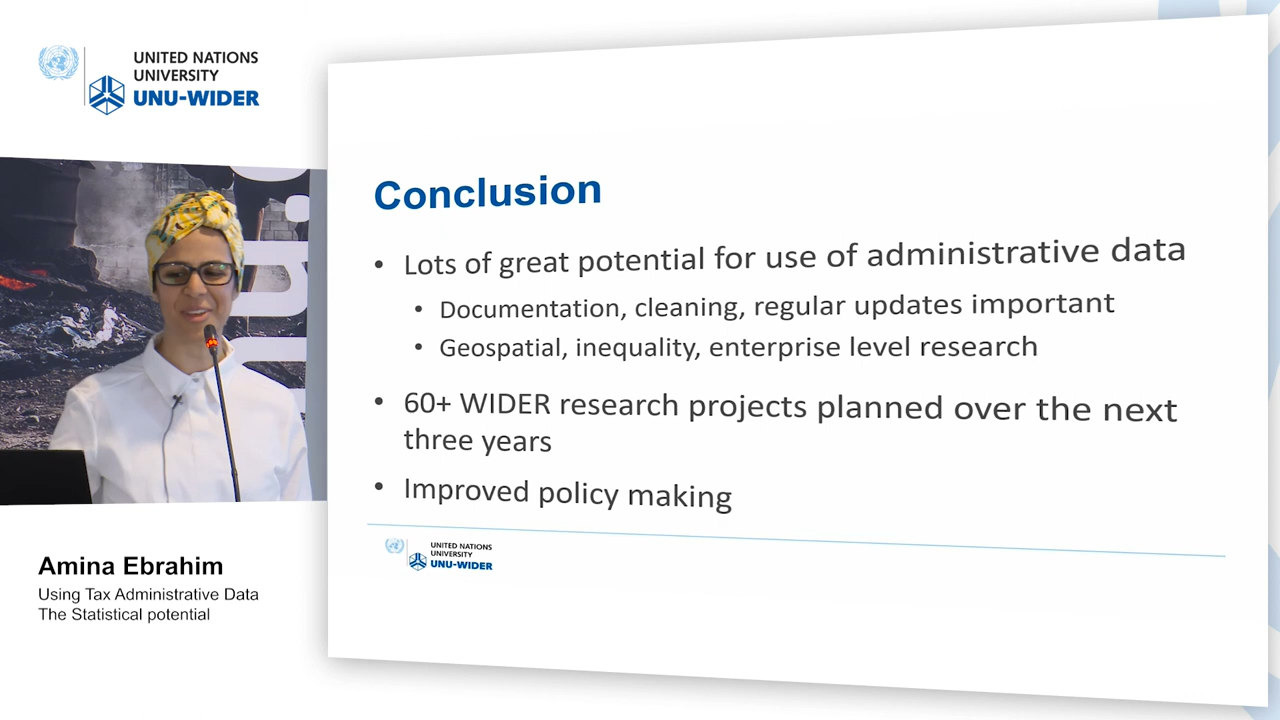 UNITED NATIONS
UNIVERSITY
UNU-WIDER
Amina Ebrahim
Using Tax Administrative Data
The Statistical potential
Conclusion
• Lots of great potential for use of administrative data
• Documentation, cleaning, regular updates important
• Geospatial, inequality, enterprise level research
• 60+ WIDER research projects planned over the next
three years
• Improved policy making
UNITED NATIONS
UNIVERSITY
UNU-WIDER